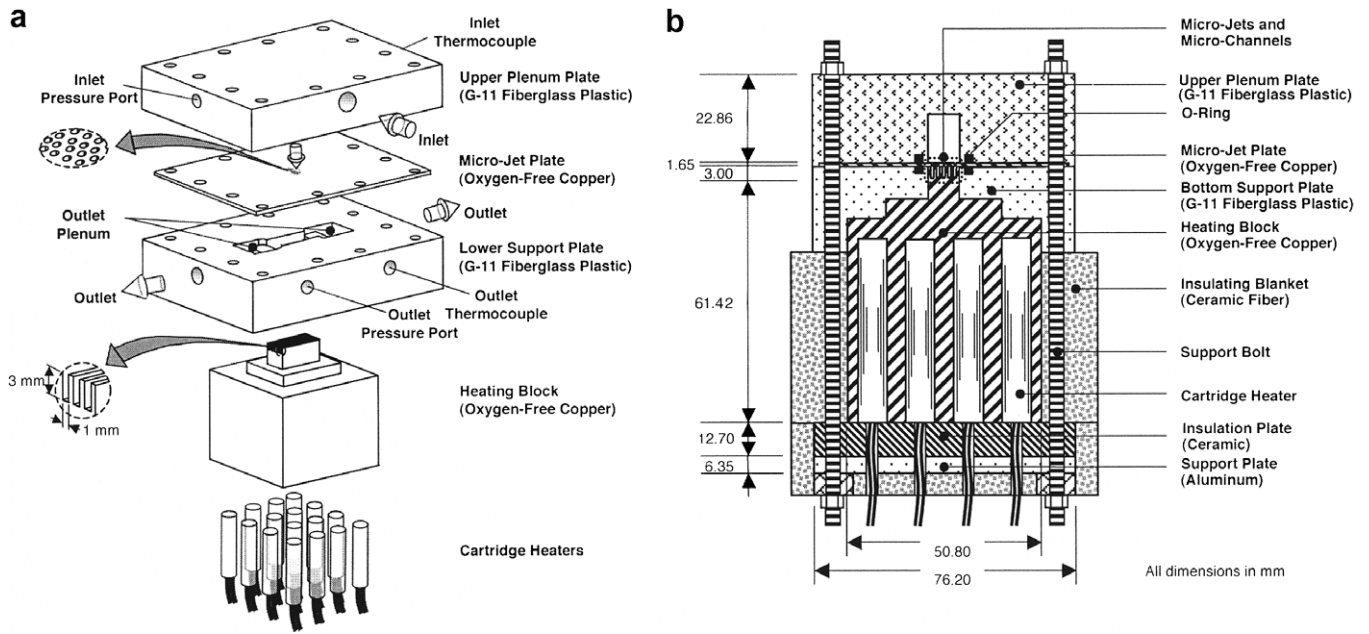 a
Inlet
Thermocouple
Inlet
Pressure Port
Upper Plenum Plate
(G-11 Fiberglass Plastic)
Inlet
Micro-Jet Plate
(Oxygen-Free Copper)
Outlet
Plenum
Outlet
Lower Support Plate
(G-11 Fiberglass Plastic)
Outlet
Outlet
Thermocouple
Outlet
Pressure Port
3 mm
1 mm
Heating Block
(Oxygen-Free Copper)
Cartridge Heaters
b
Micro-Jets and
Micro-Channels
Upper Plenum Plate
(G-11 Fiberglass Plastic)
O-Ring
Micro-Jet Plate
(Oxygen-Free Copper)
Bottom Support Plate
(G-11 Fiberglass Plastic)
Heating Block
(Oxygen-Free Copper)
Insulating Blanket
(Ceramic Fiber)
Support Bolt
Cartridge Heater
Insulation Plate
(Ceramic)
Support Plate
(Aluminum)
22.86
1.65
3.00
61.42
12.70
6.35
50.80
76.20
All dimensions in mm